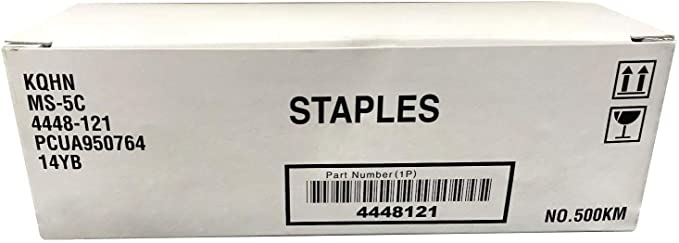 KQHN
MS-5C
4448-121
PCUA950764
14YB
STAPLES
Part Number(1P)
4448121
NO.500KM